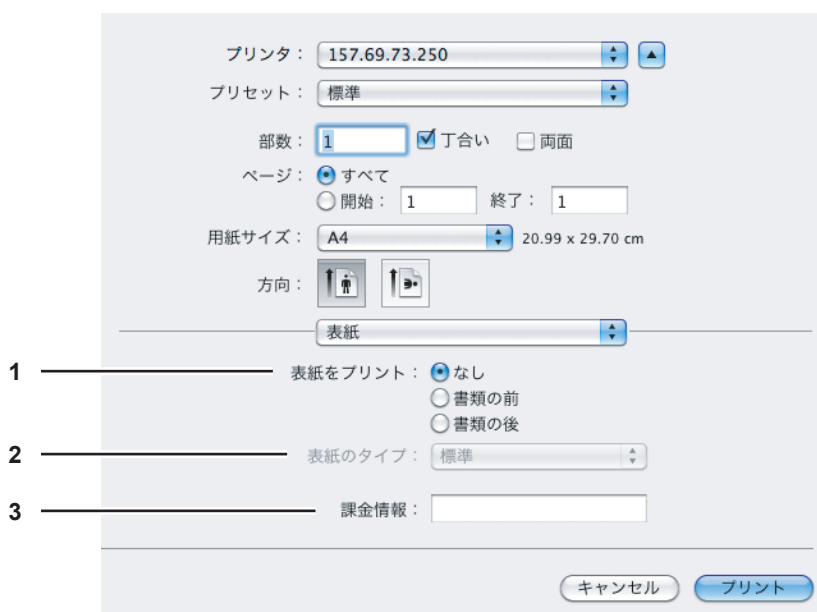 プリンタ： 157.69.73.250
プリセット： 標準
部数： 1 丁合い 両面
ページ： すべて
開始： 1 終了： 1
用紙サイズ： A4 20.99 x 29.70 cm
方向：
表紙
1 表紙をプリント： なし
書類の前
書類の後
2 表紙のタイプ： 標準
3 課金情報：
キャンセル プリント